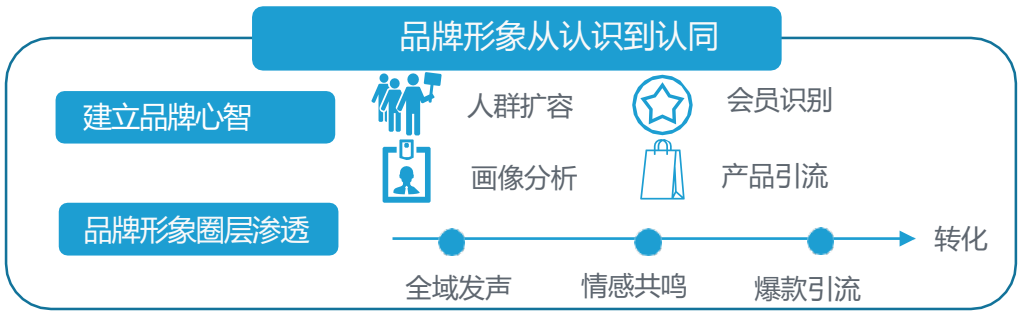 品牌形象从认识到认同
建立品牌心智
人群扩容
会员识别
画像分析
产品引流
品牌形象圈层渗透
转化
全域发声
情感共鸣
爆款引流